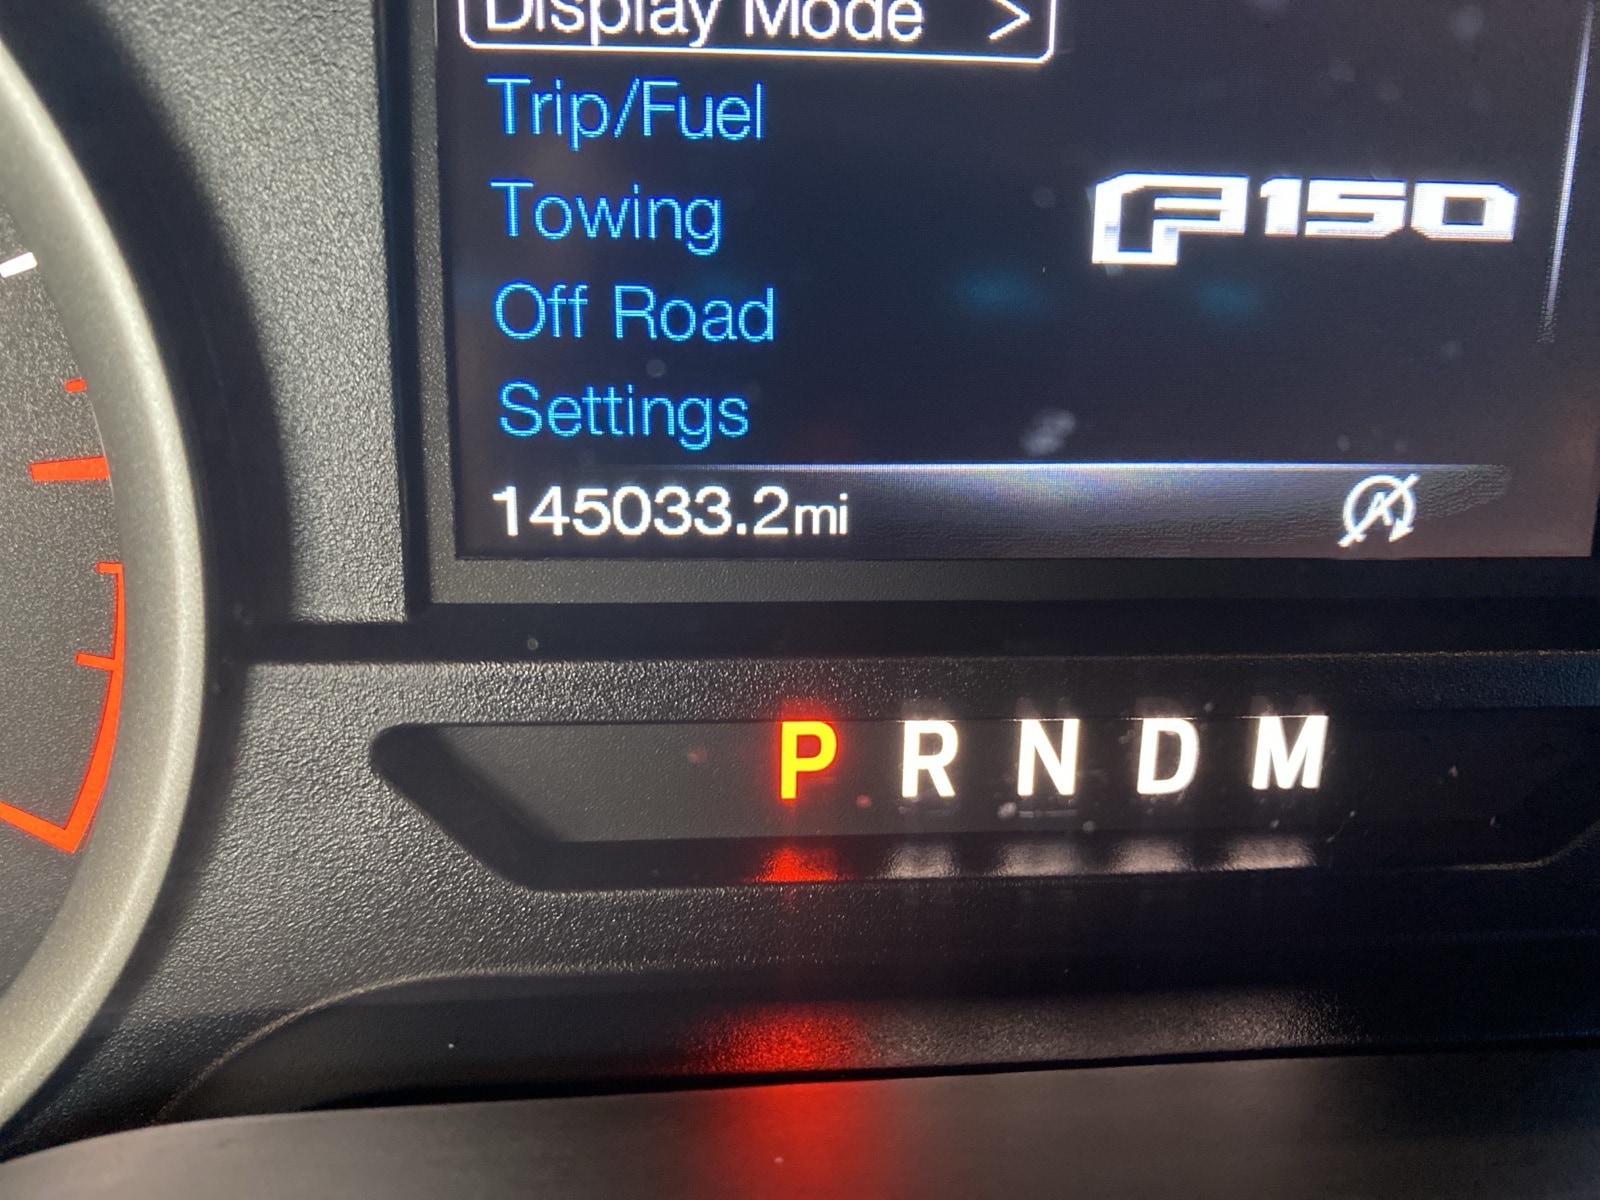 Display Mode >
Trip/Fuel
Towing
F150
Off Road
Settings
145033.2mi A
P R N D M